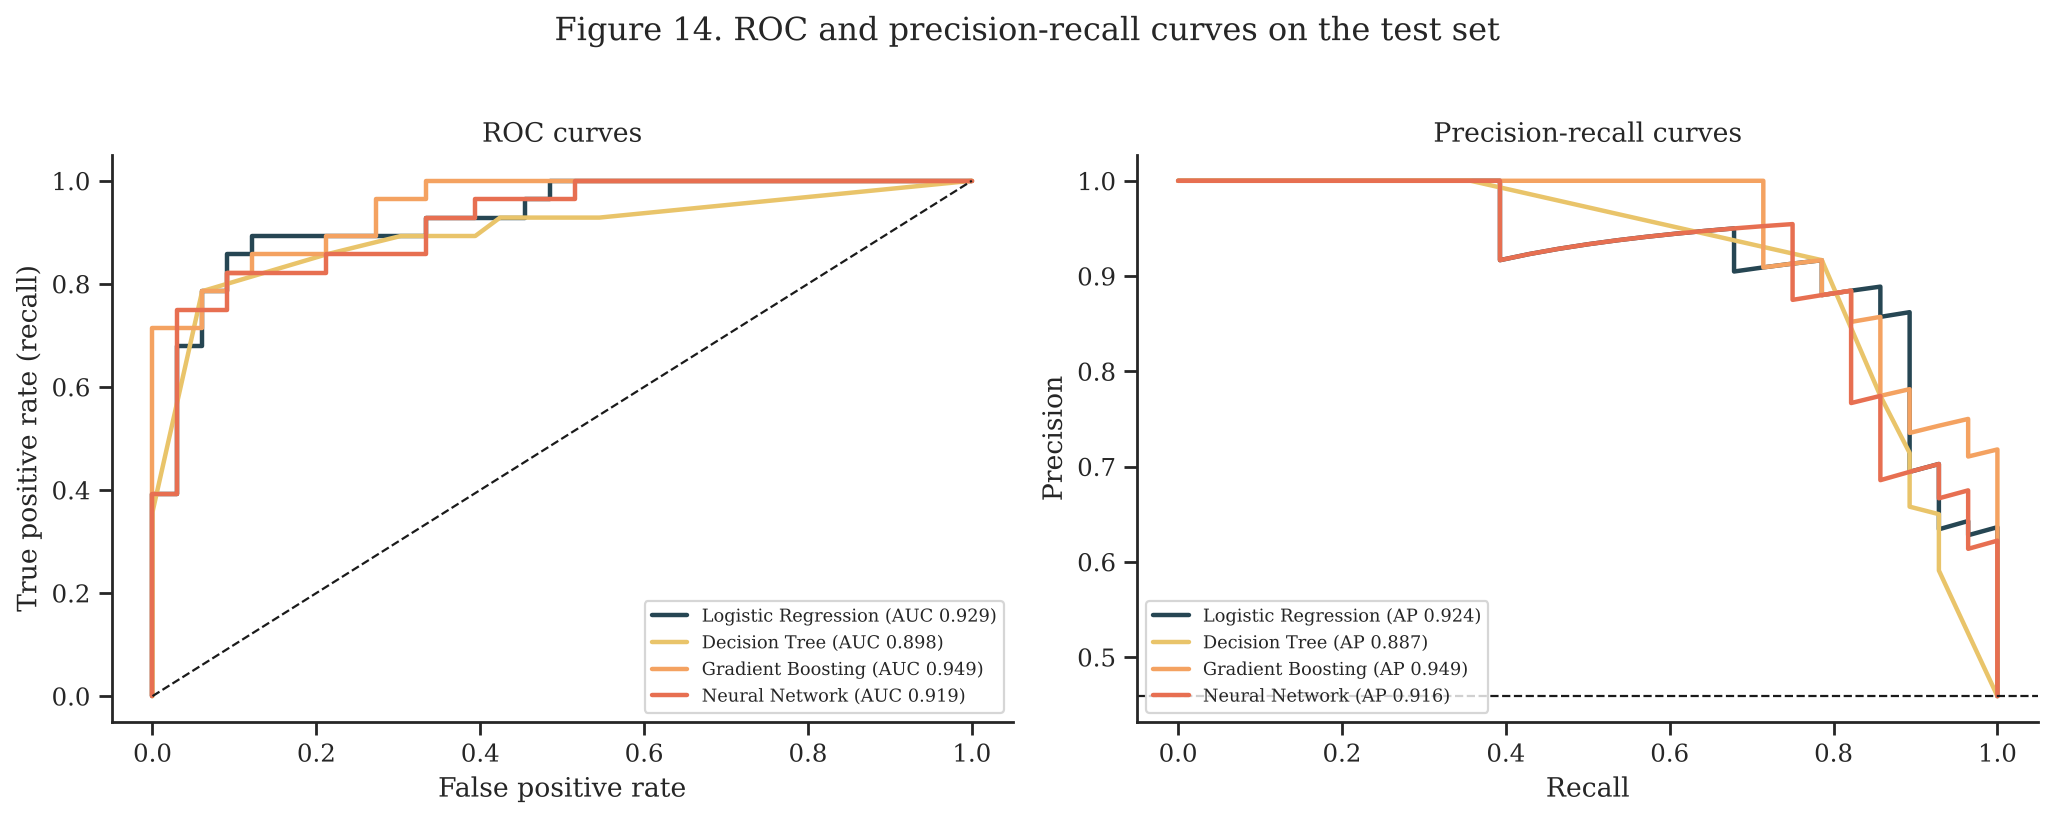 Figure 14. ROC and precision-recall curves on the test set
ROC curves
True positive rate (recall)
1.0
0.8
0.6
0.4
0.2
0.0
0.0 0.2 0.4 0.6 0.8 1.0
False positive rate
Logistic Regression (AUC 0.929)
Decision Tree (AUC 0.898)
Gradient Boosting (AUC 0.949)
Neural Network (AUC 0.919)
Precision-recall curves
Precision
1.0
0.9
0.8
0.7
0.6
0.5
0.0 0.2 0.4 0.6 0.8 1.0
Recall
Logistic Regression (AP 0.924)
Decision Tree (AP 0.887)
Gradient Boosting (AP 0.949)
Neural Network (AP 0.916)